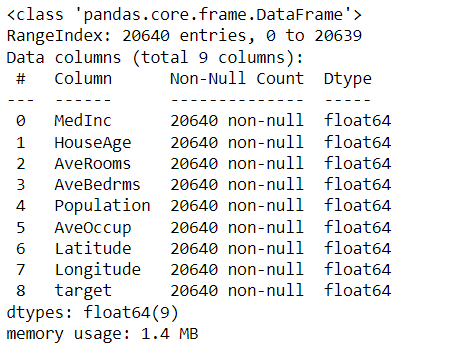 <class 'pandas.core.frame.DataFrame'>
RangeIndex: 20640 entries, 0 to 20639
Data columns (total 9 columns):
 #   Column      Non-Null Count  Dtype
---  ------      --------------  -----
 0   MedInc      20640 non-null  float64
 1   HouseAge    20640 non-null  float64
 2   AveRooms    20640 non-null  float64
 3   AveBedrms   20640 non-null  float64
 4   Population  20640 non-null  float64
 5   AveOccup    20640 non-null  float64
 6   Latitude    20640 non-null  float64
 7   Longitude   20640 non-null  float64
 8   target      20640 non-null  float64
dtypes: float64(9)
memory usage: 1.4 MB